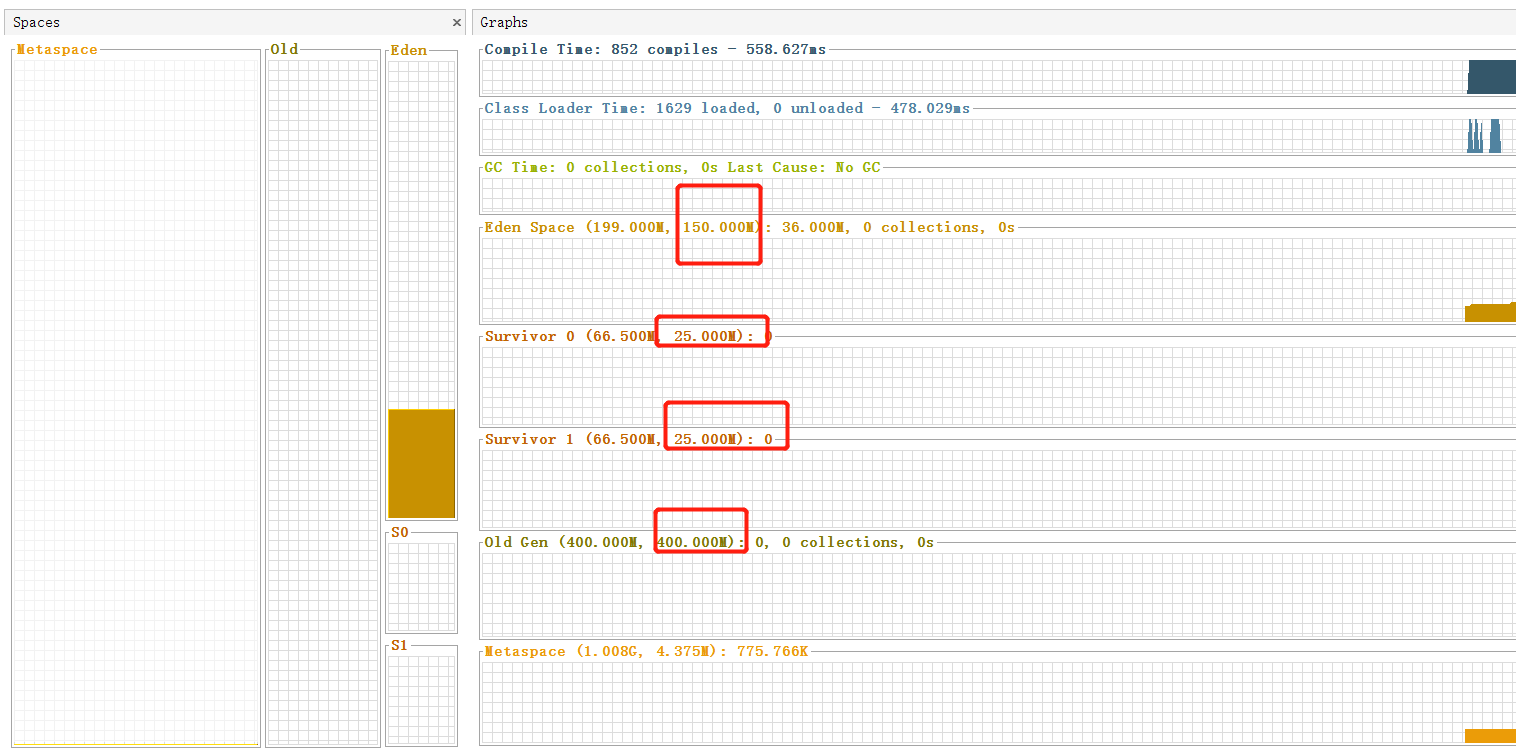 Spaces
×
Graphs
Metaspace
Old
Eden
S0
S1
Compile Time: 852 compiles - 558.627ms
Class Loader Time: 1629 loaded, 0 unloaded - 478.029ms
GC Time: 0 collections, 0s Last Cause: No GC
Eden Space (199.000M, 150.000M): 36.000M, 0 collections, 0s
Survivor 0 (66.500M, 25.000M): 0
Survivor 1 (66.500M, 25.000M): 0
Old Gen (400.000M, 400.000M): 0, 0 collections, 0s
Metaspace (1.008G, 4.375M): 775.766K